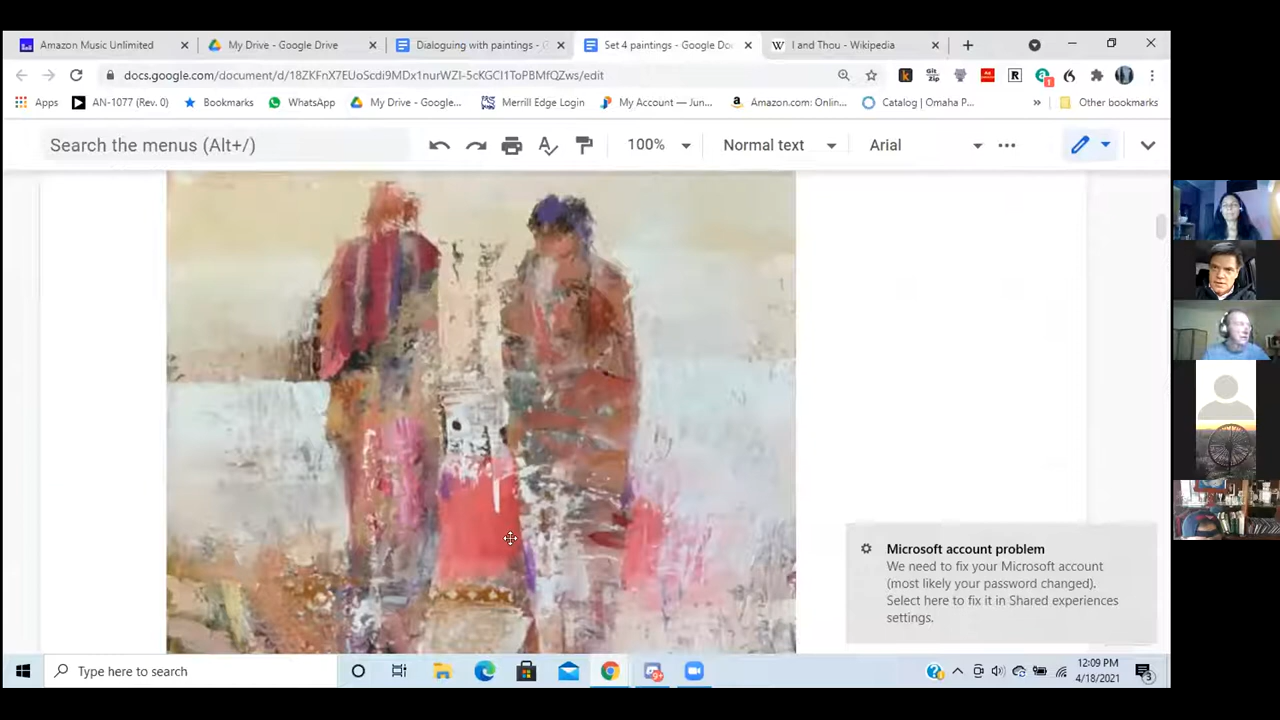 Amazon Music Unlimited
My Drive - Google Drive
Dialoguing with paintings - G
Set 4 paintings - Google Doc
W I and Thou - Wikipedia
docs.google.com/document/d/18ZKFnX7EUoScdi9MDx1nurWZI-5cKGCI1ToPBMfQZws/edit
Apps
AN-1077 (Rev. 0)
Bookmarks
WhatsApp
My Drive - Google...
Merrill Edge Login
My Account — Jun...
Amazon.com: Onlin...
Catalog | Omaha P...
»
Other bookmarks
Search the menus (Alt+/)
100%
Normal text
Arial
Microsoft account problem
We need to fix your Microsoft account
(most likely your password changed).
Select here to fix it in Shared experiences
settings.
Type here to search
12:09 PM
4/18/2021
3